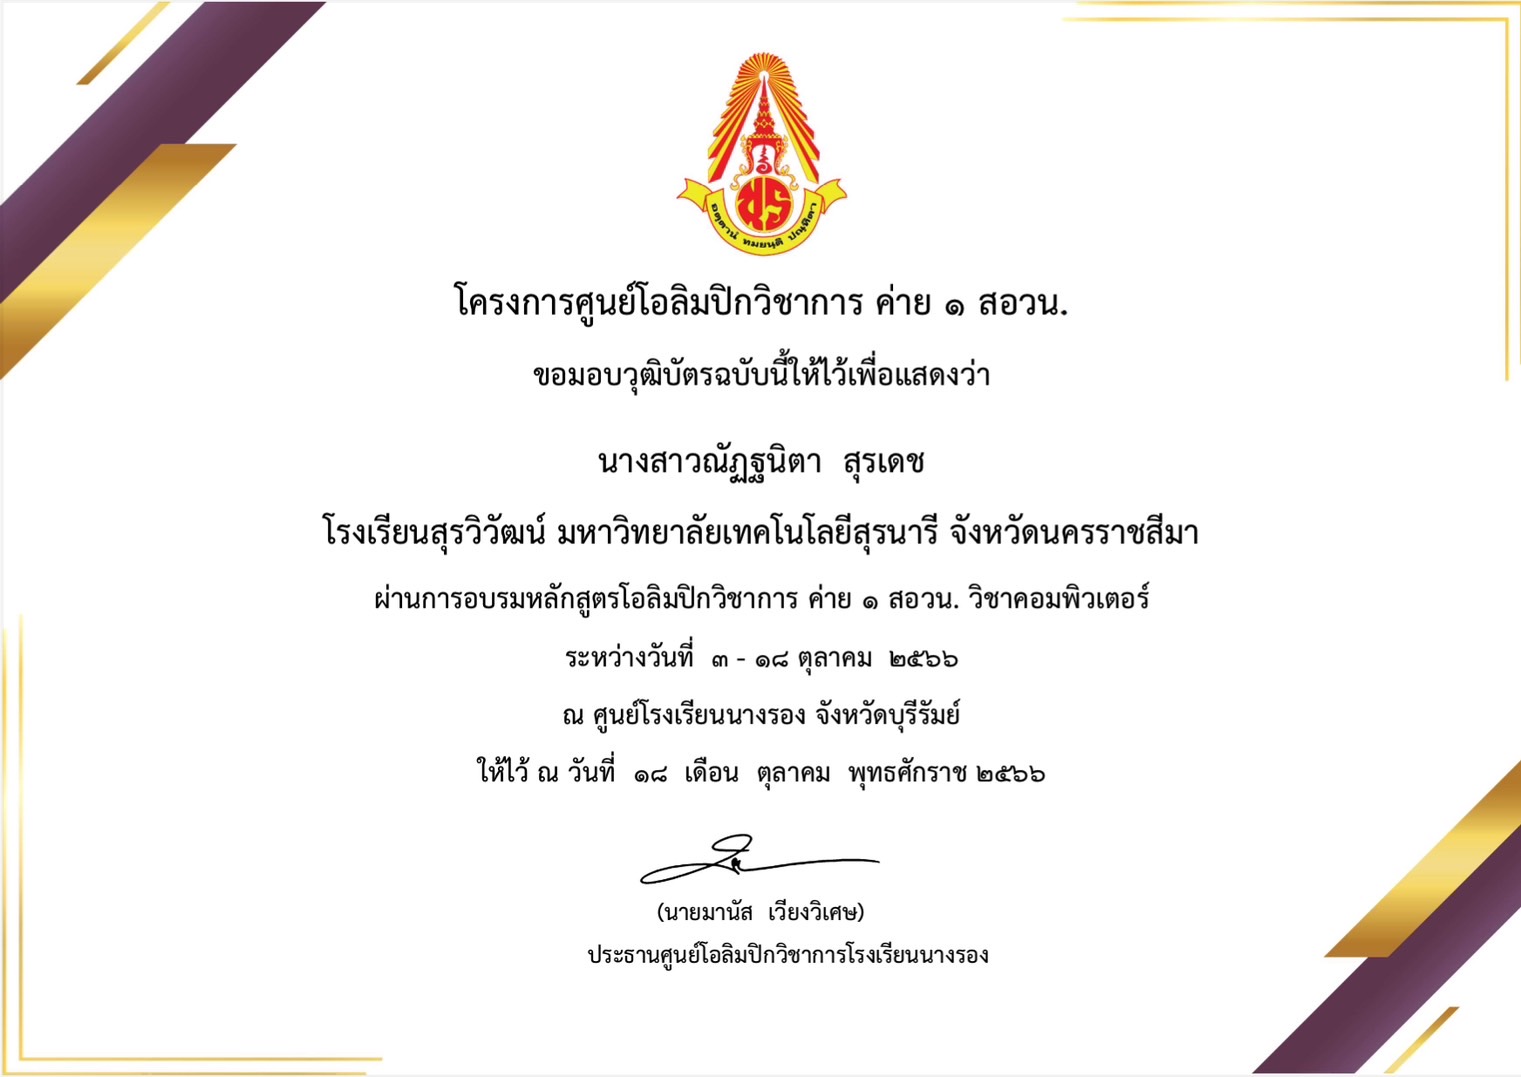 อตฺตานํ ทมยนฺติ ปณฺฑิตา
โครงการศูนย์โอลิมปิกวิชาการ ค่าย ๑ สอวน.
ขอมอบวุฒิบัตรฉบับนี้ให้ไว้เพื่อแสดงว่า
นางสาวณัฏฐนิตา สุรเดช
โรงเรียนสุรวิวัฒน์ มหาวิทยาลัยเทคโนโลยีสุรนารี จังหวัดนครราชสีมา
ผ่านการอบรมหลักสูตรโอลิมปิกวิชาการ ค่าย ๑ สอวน. วิชาคอมพิวเตอร์
ระหว่างวันที่ ๓ - ๑๘ ตุลาคม ๒๕๖๖
ณ ศูนย์โรงเรียนนางรอง จังหวัดบุรีรัมย์
ให้ไว้ ณ วันที่ ๑๘ เดือน ตุลาคม พุทธศักราช ๒๕๖๖
(นายมานัส เวียงวิเศษ)
ประธานศูนย์โอลิมปิกวิชาการโรงเรียนนางรอง